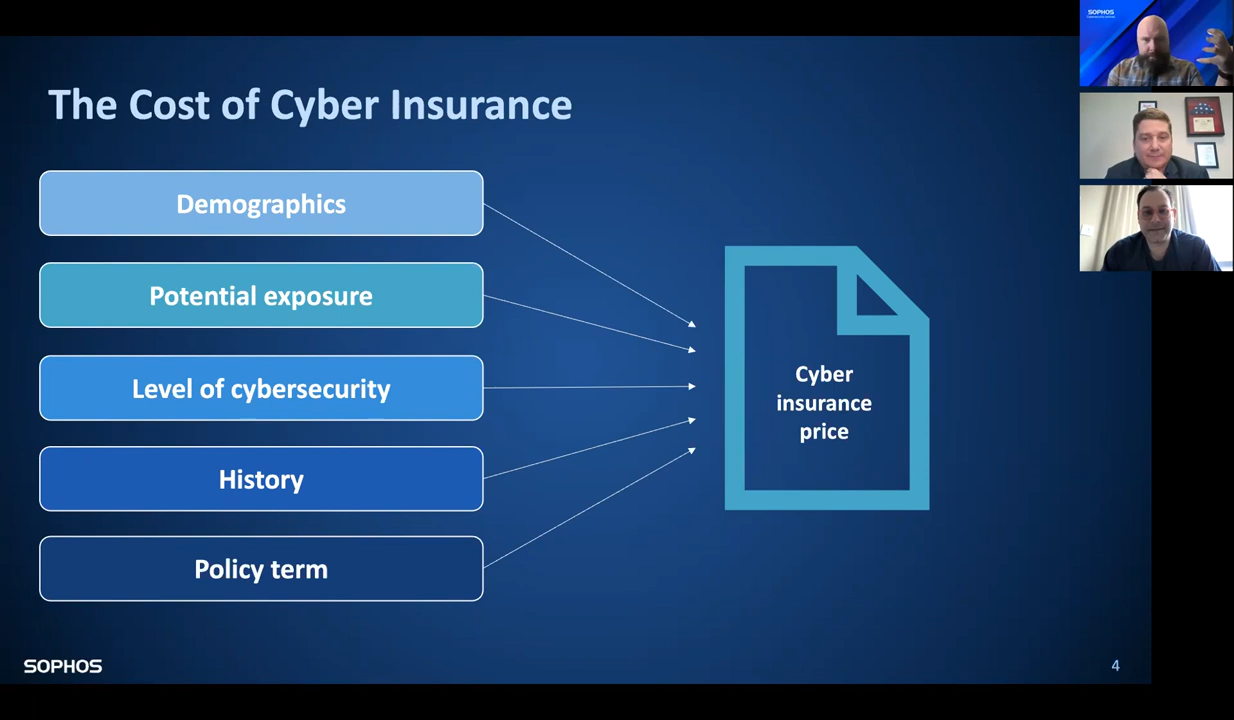 SOPHOS
The Cost of Cyber Insurance
Demographics
Potential exposure
Level of cybersecurity
History
Policy term
Cyber
insurance
price
SOPHOS
4